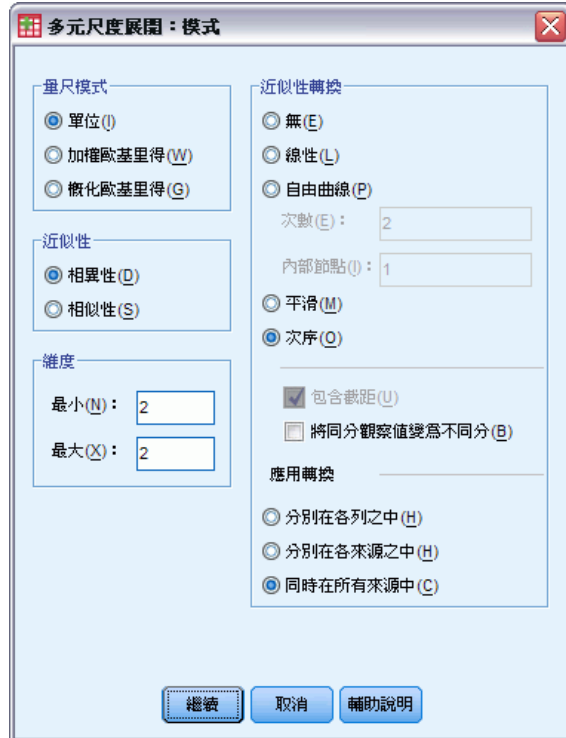 多元尺度展開：模式
量尺模式
單位(I)
加權歐基里得(W)
概化歐基里得(G)
近似性
相異性(D)
相似性(S)
維度
最小(N)： 2
最大(X)： 2
近似性轉換
無(E)
線性(L)
自由曲線(P)
次數(E)： 2
內部節點(I)： 1
平滑(M)
次序(O)
包含截距(U)
將同分觀察值變為不同分(B)
應用轉換
分別在各列之中(H)
分別在各來源之中(H)
同時在所有來源中(C)
繼續
取消
輔助說明